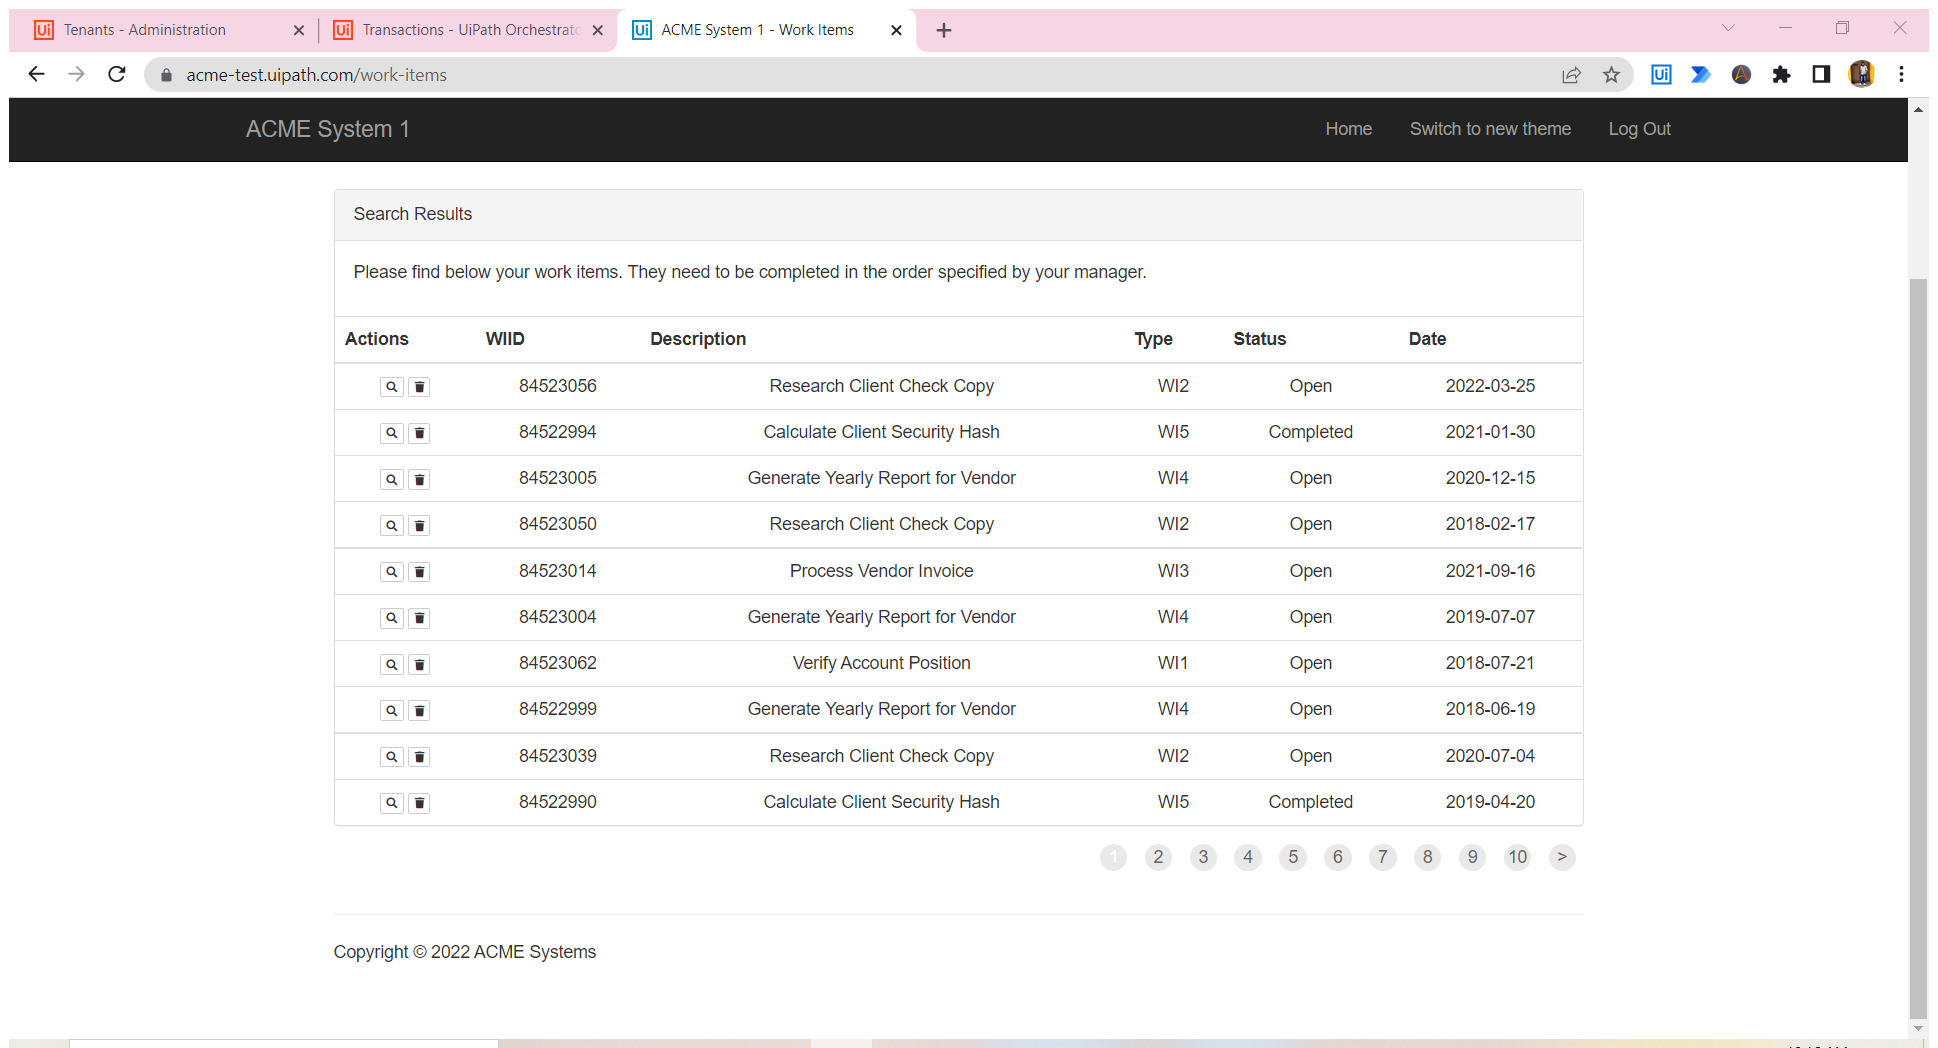 Ui Tenants - Administration Ui Transactions - UiPath Orchestrato Ui ACME System 1 - Work Items
acme-test.uipath.com/work-items Ui
ACME System 1 Home Switch to new theme Log Out
Search Results
Please find below your work items. They need to be completed in the order specified by your manager.
Actions WIID Description Type Status Date
84523056 Research Client Check Copy WI2 Open 2022-03-25
84522994 Calculate Client Security Hash WI5 Completed 2021-01-30
84523005 Generate Yearly Report for Vendor WI4 Open 2020-12-15
84523050 Research Client Check Copy WI2 Open 2018-02-17
84523014 Process Vendor Invoice WI3 Open 2021-09-16
84523004 Generate Yearly Report for Vendor WI4 Open 2019-07-07
84523062 Verify Account Position WI1 Open 2018-07-21
84522999 Generate Yearly Report for Vendor WI4 Open 2018-06-19
84523039 Research Client Check Copy WI2 Open 2020-07-04
84522990 Calculate Client Security Hash WI5 Completed 2019-04-20
1 2 3 4 5 6 7 8 9 10 >
Copyright © 2022 ACME Systems